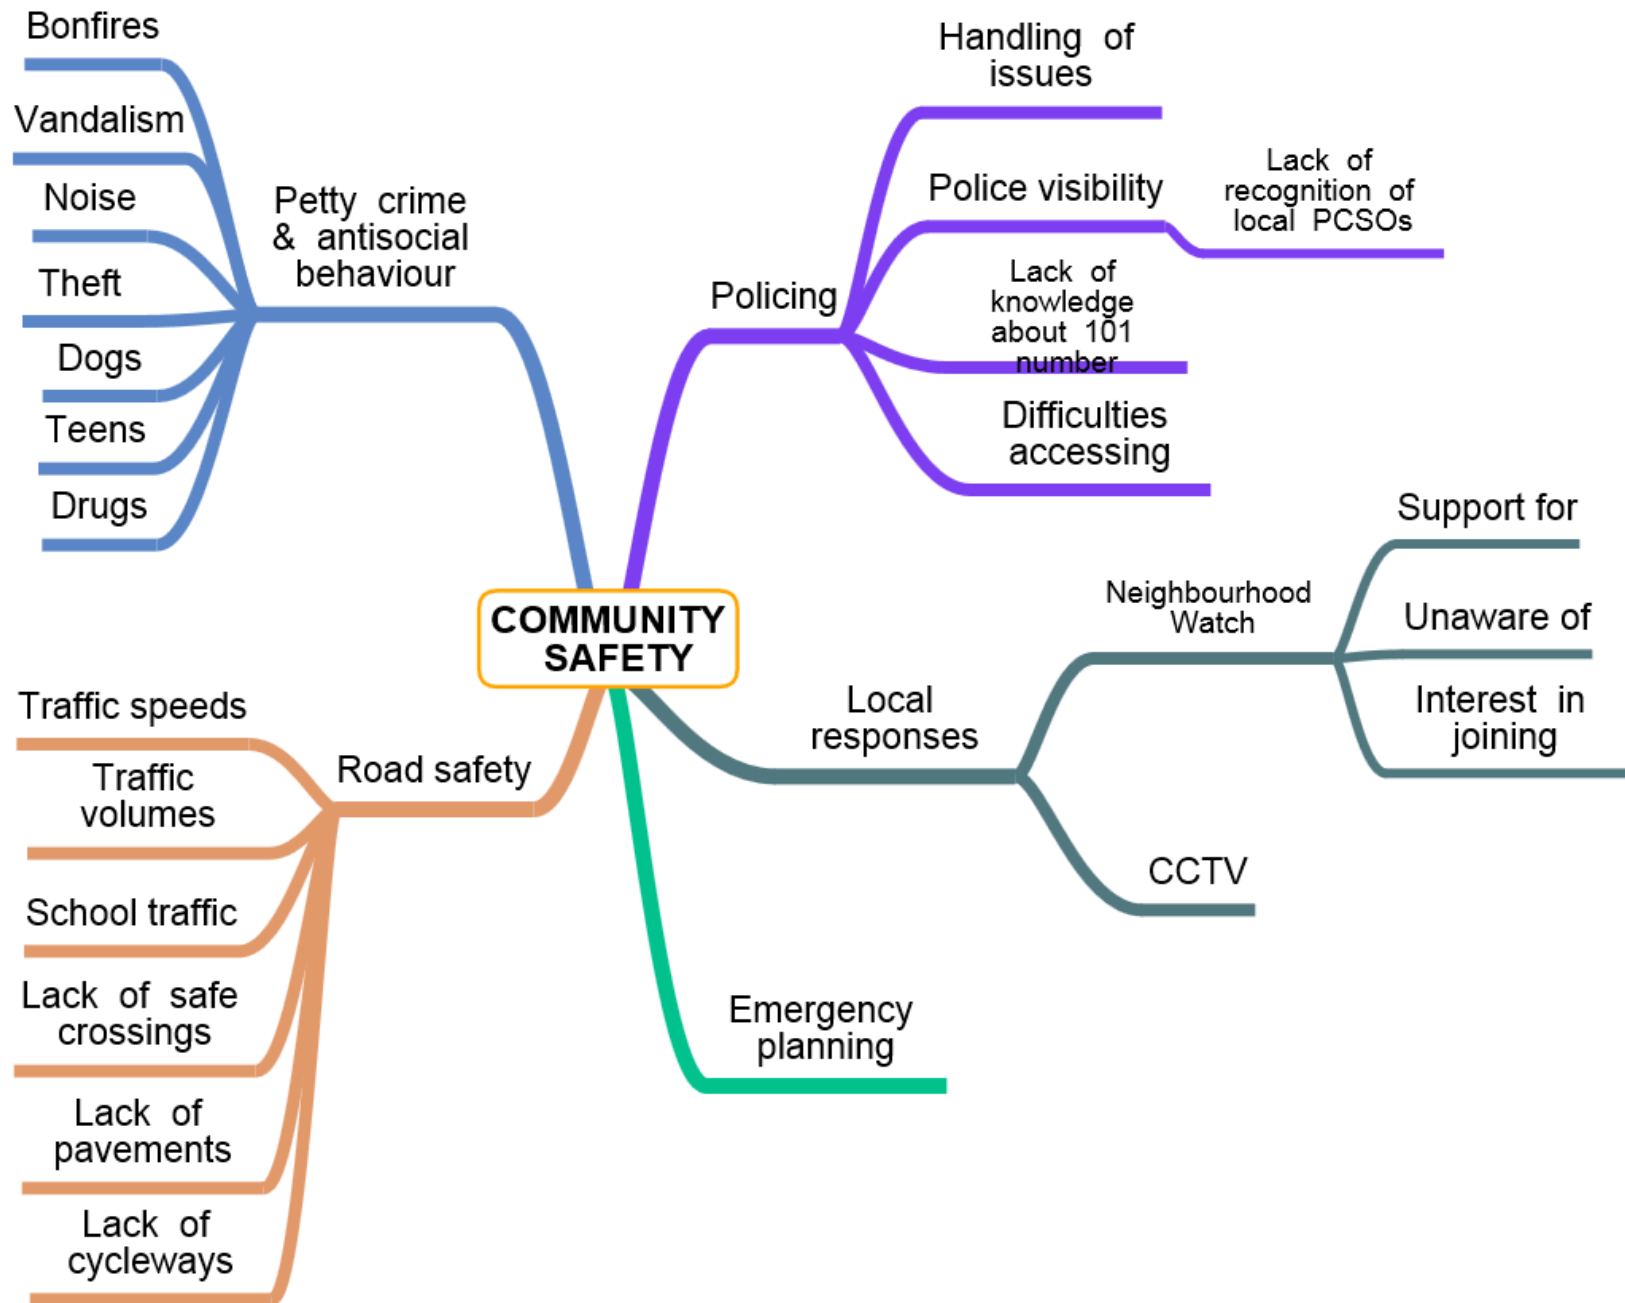 Bonfires
Vandalism
Noise
Theft
Dogs
Teens
Drugs
Petty crime
& antisocial
behaviour
Handling of
issues
Police visibility
Lack of
recognition of
local PCSOs
Policing
Lack of
knowledge
about 101
number
Difficulties
accessing
COMMUNITY
SAFETY
Support for
Neighbourhood
Watch
Unaware of
Interest in
joining
Local
responses
CCTV
Emergency
planning
Road safety
Traffic speeds
Traffic
volumes
School traffic
Lack of safe
crossings
Lack of
pavements
Lack of
cycleways